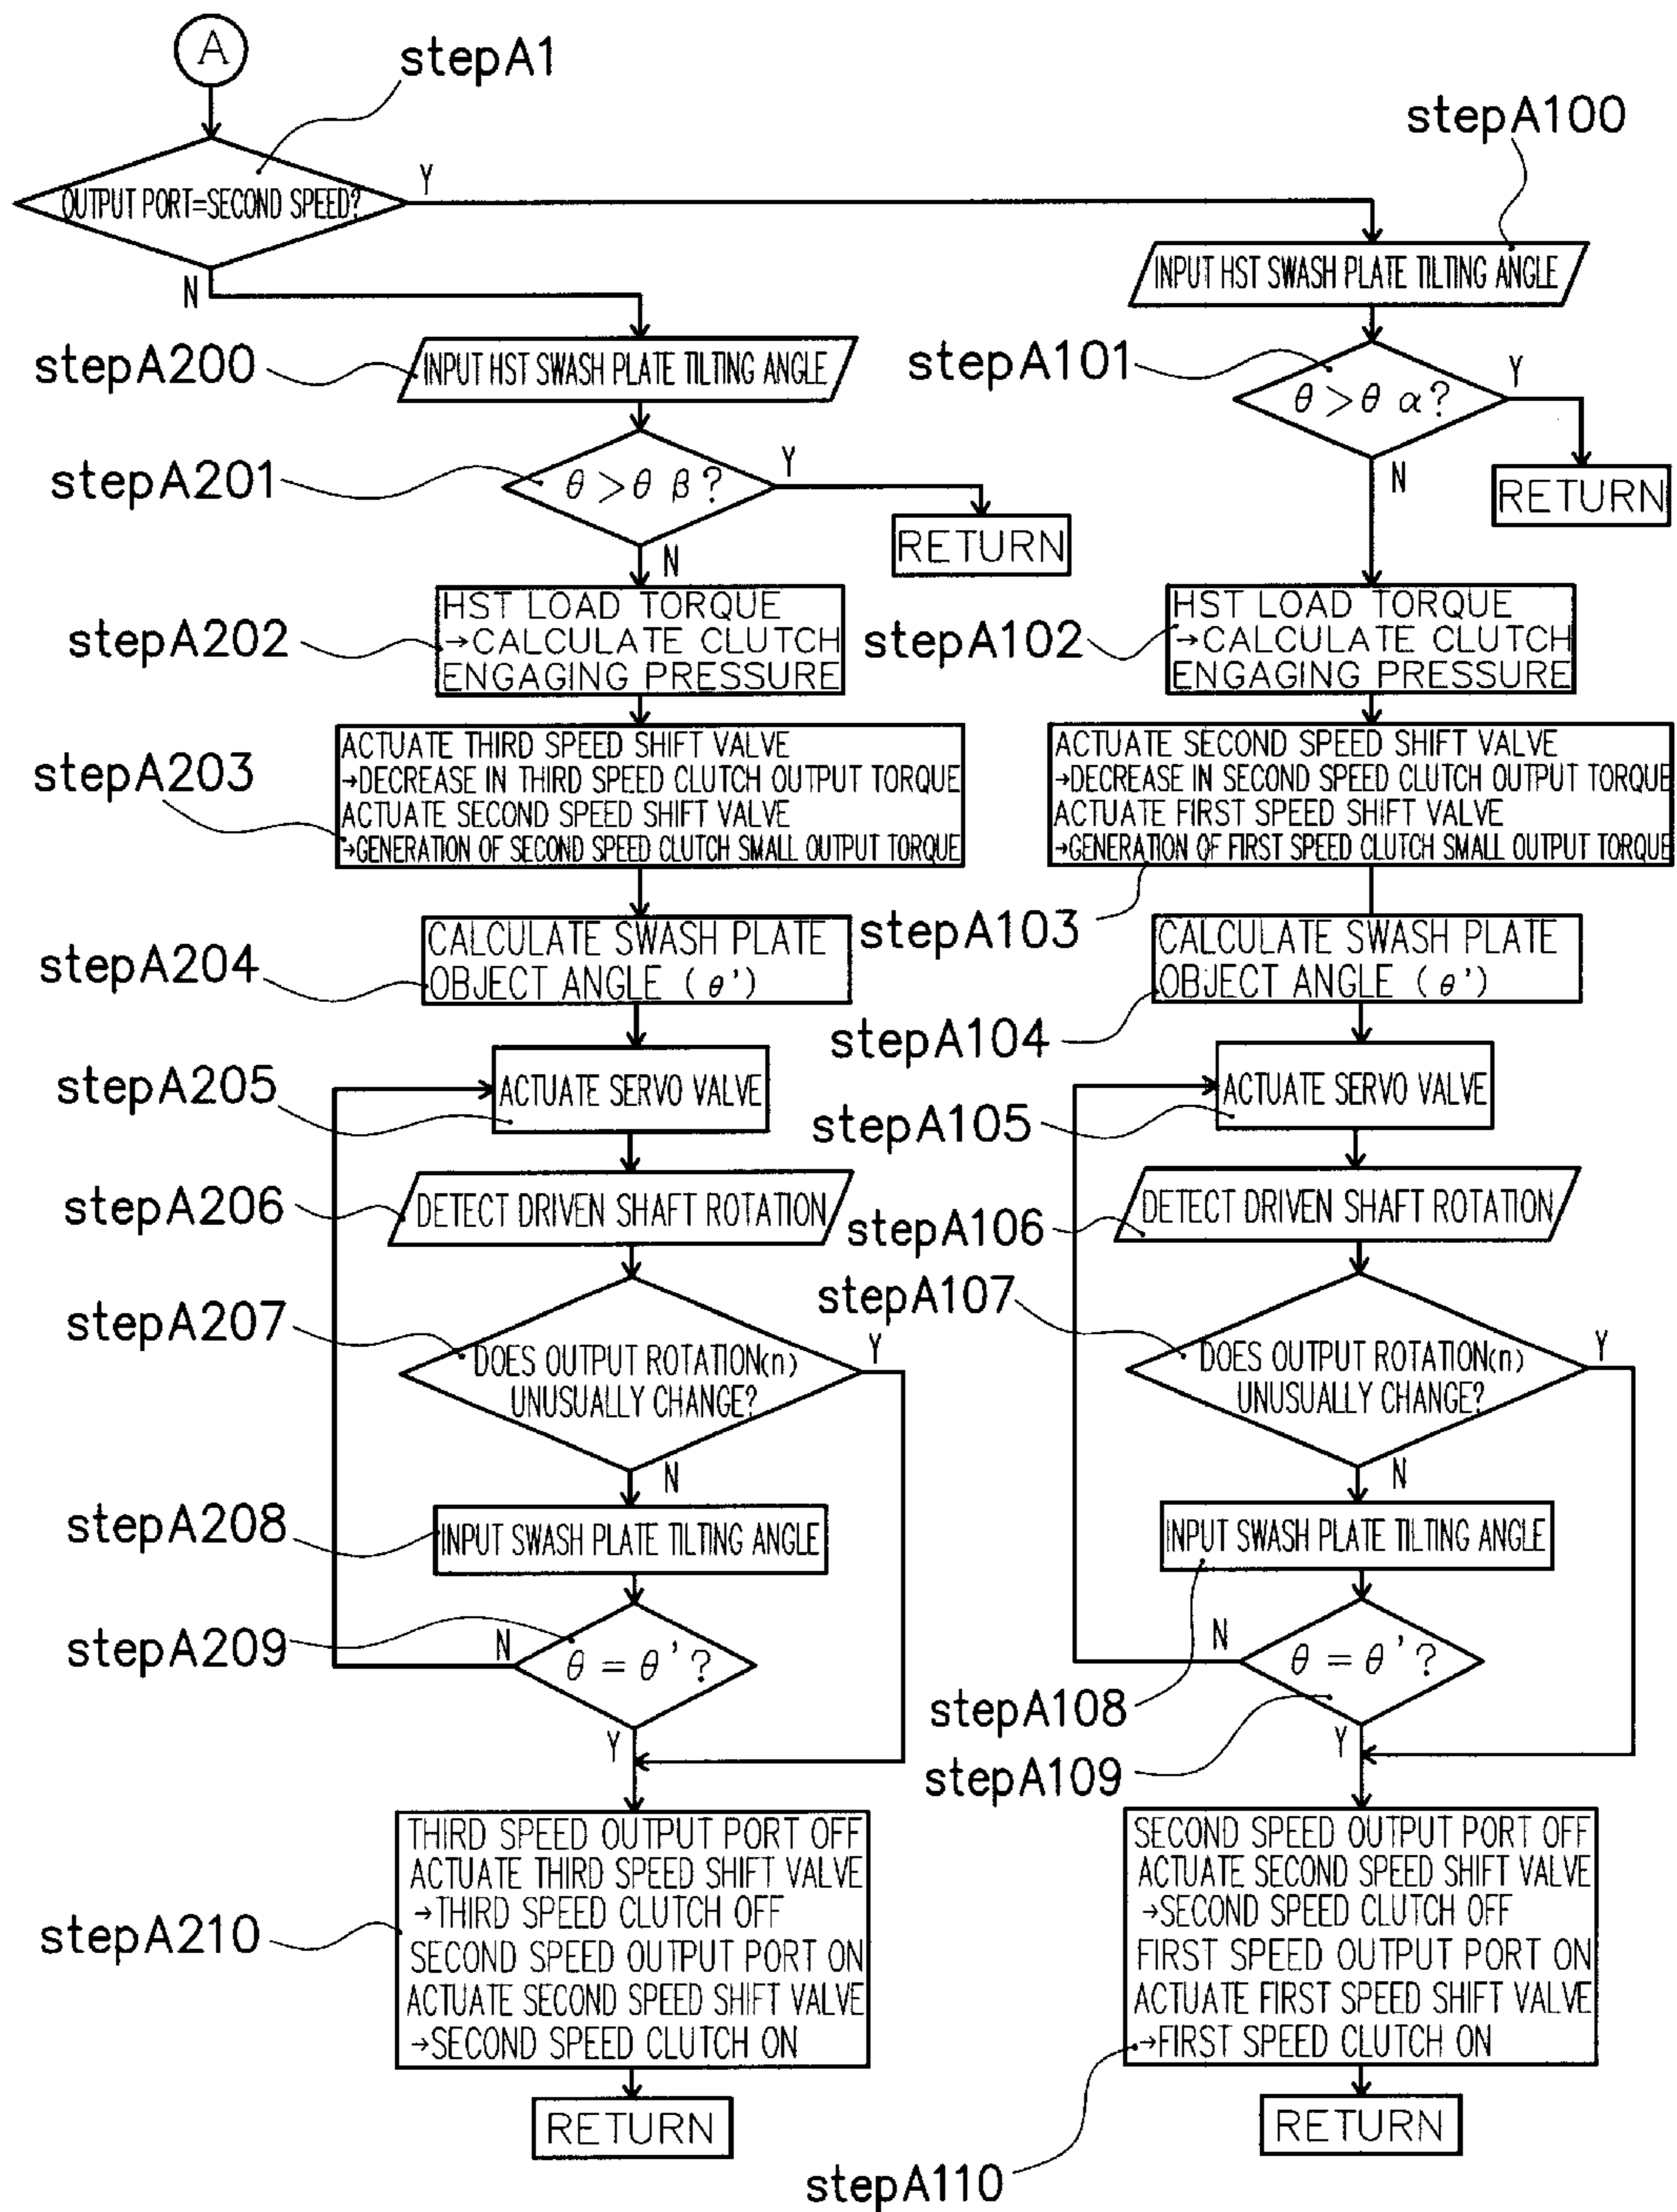 A
stepA1
OUTPUT PORT=SECOND SPEED?
Y
N
stepA200
INPUT HST SWASH PLATE TILTING ANGLE
stepA201
θ>θ β?
Y
RETURN
N
stepA202
HST LOAD TORQUE
→CALCULATE CLUTCH
ENGAGING PRESSURE
stepA203
ACTUATE THIRD SPEED SHIFT VALVE
→DECREASE IN THIRD SPEED CLUTCH OUTPUT TORQUE
ACTUATE SECOND SPEED SHIFT VALVE
→GENERATION OF SECOND SPEED CLUTCH SMALL OUTPUT TORQUE
stepA204
CALCULATE SWASH PLATE
OBJECT ANGLE (θ')
stepA205
ACTUATE SERVO VALVE
stepA206
DETECT DRIVEN SHAFT ROTATION
stepA207
DOES OUTPUT ROTATION(n)
UNUSUALLY CHANGE?
Y
N
stepA208
INPUT SWASH PLATE TILTING ANGLE
stepA209
θ=θ'?
N
Y
stepA210
THIRD SPEED OUTPUT PORT OFF
ACTUATE THIRD SPEED SHIFT VALVE
→THIRD SPEED CLUTCH OFF
SECOND SPEED OUTPUT PORT ON
ACTUATE SECOND SPEED SHIFT VALVE
→SECOND SPEED CLUTCH ON
RETURN
stepA100
INPUT HST SWASH PLATE TILTING ANGLE
stepA101
θ>θ α?
Y
RETURN
N
stepA102
HST LOAD TORQUE
→CALCULATE CLUTCH
ENGAGING PRESSURE
ACTUATE SECOND SPEED SHIFT VALVE
→DECREASE IN SECOND SPEED CLUTCH OUTPUT TORQUE
ACTUATE FIRST SPEED SHIFT VALVE
→GENERATION OF FIRST SPEED CLUTCH SMALL OUTPUT TORQUE
stepA103
CALCULATE SWASH PLATE
OBJECT ANGLE (θ')
stepA104
ACTUATE SERVO VALVE
stepA105
DETECT DRIVEN SHAFT ROTATION
stepA106
stepA107
DOES OUTPUT ROTATION(n)
UNUSUALLY CHANGE?
Y
N
INPUT SWASH PLATE TILTING ANGLE
stepA108
θ=θ'?
N
Y
stepA109
SECOND SPEED OUTPUT PORT OFF
ACTUATE SECOND SPEED SHIFT VALVE
→SECOND SPEED CLUTCH OFF
FIRST SPEED OUTPUT PORT ON
ACTUATE FIRST SPEED SHIFT VALVE
→FIRST SPEED CLUTCH ON
RETURN
stepA110